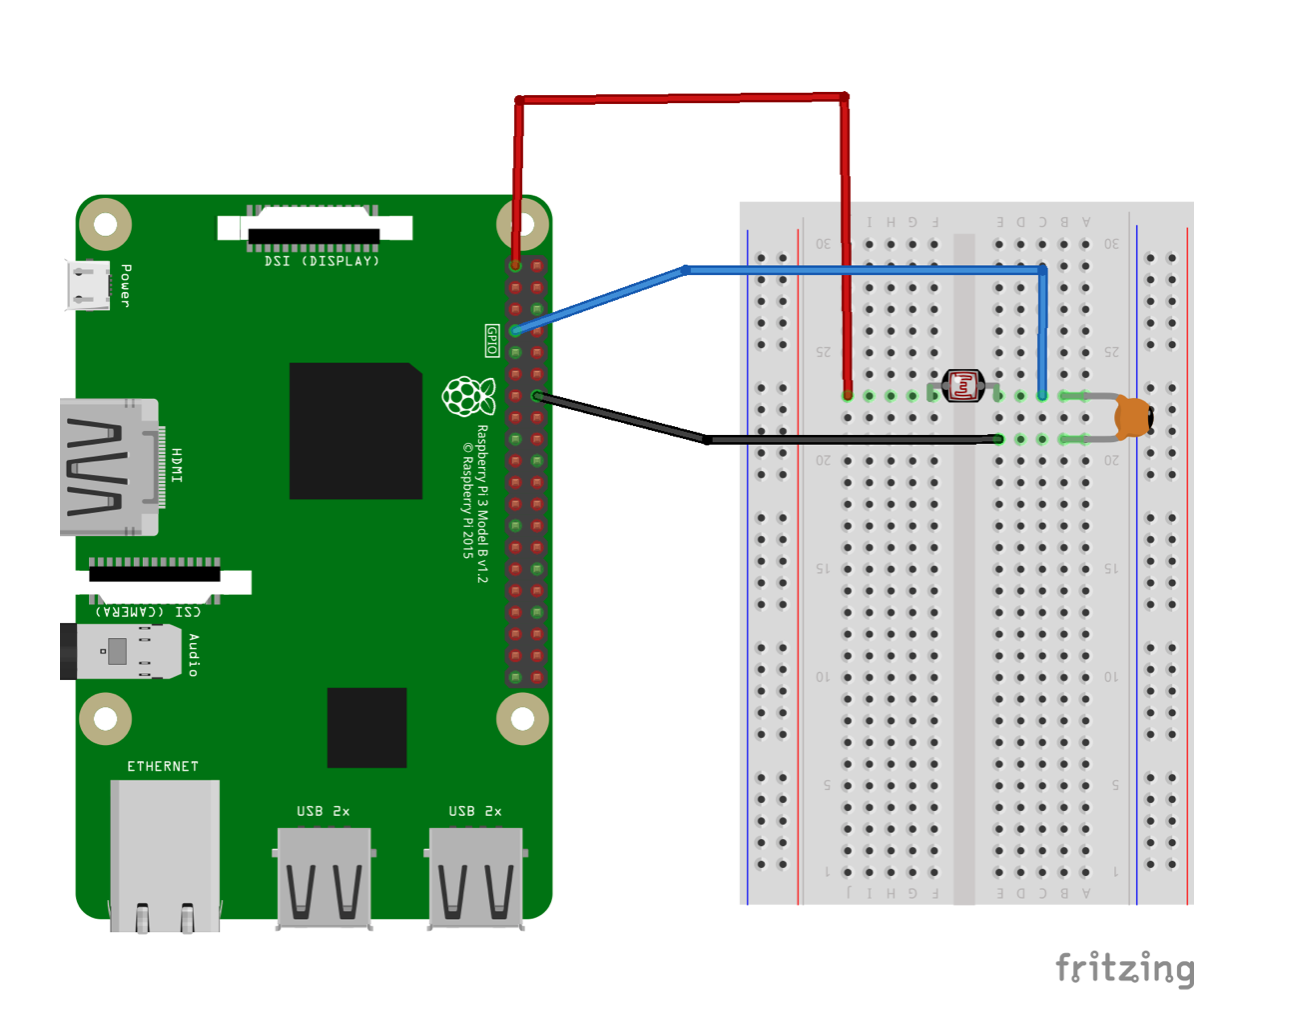 DSI (DISPLAY)
Power
GPIO
HDMI
Raspberry Pi 3 Model B v1.2
© Raspberry Pi 2015
CSI (CAMERA)
Audio
ETHERNET
USB 2x
USB 2x
I H G F E D C B A
30 30
25 25
20 20
15 15
10 10
5 5
1 1
J I H G F E D C B A
fritzing